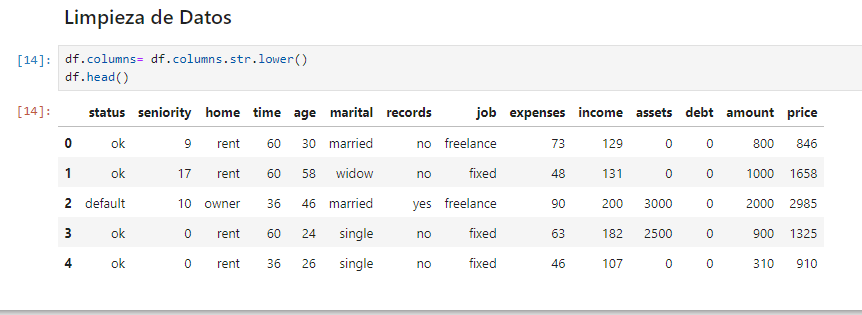 Limpieza de Datos
[14]: df.columns= df.columns.str.lower()
df.head()
[14]: status seniority home time age marital records job expenses income assets debt amount price
0 ok 9 rent 60 30 married no freelance 73 129 0 0 800 846
1 ok 17 rent 60 58 widow no fixed 48 131 0 0 1000 1658
2 default 10 owner 36 46 married yes freelance 90 200 3000 0 2000 2985
3 ok 0 rent 60 24 single no fixed 63 182 2500 0 900 1325
4 ok 0 rent 36 26 single no fixed 46 107 0 0 310 910